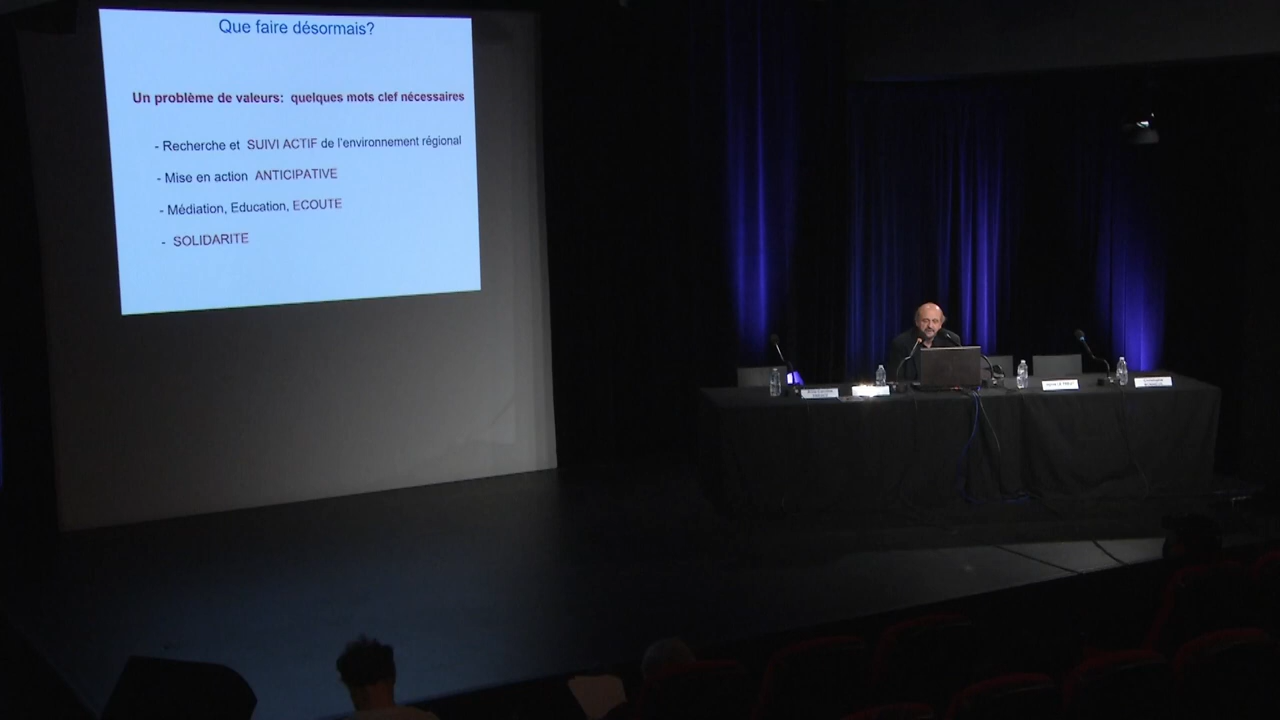 Que faire désormais?
Un problème de valeurs: quelques mots clef nécessaires
- Recherche et SUIVI ACTIF de l'environnement régional
- Mise en action ANTICIPATIVE
- Médiation, Education, ECOUTE
- SOLIDARITE